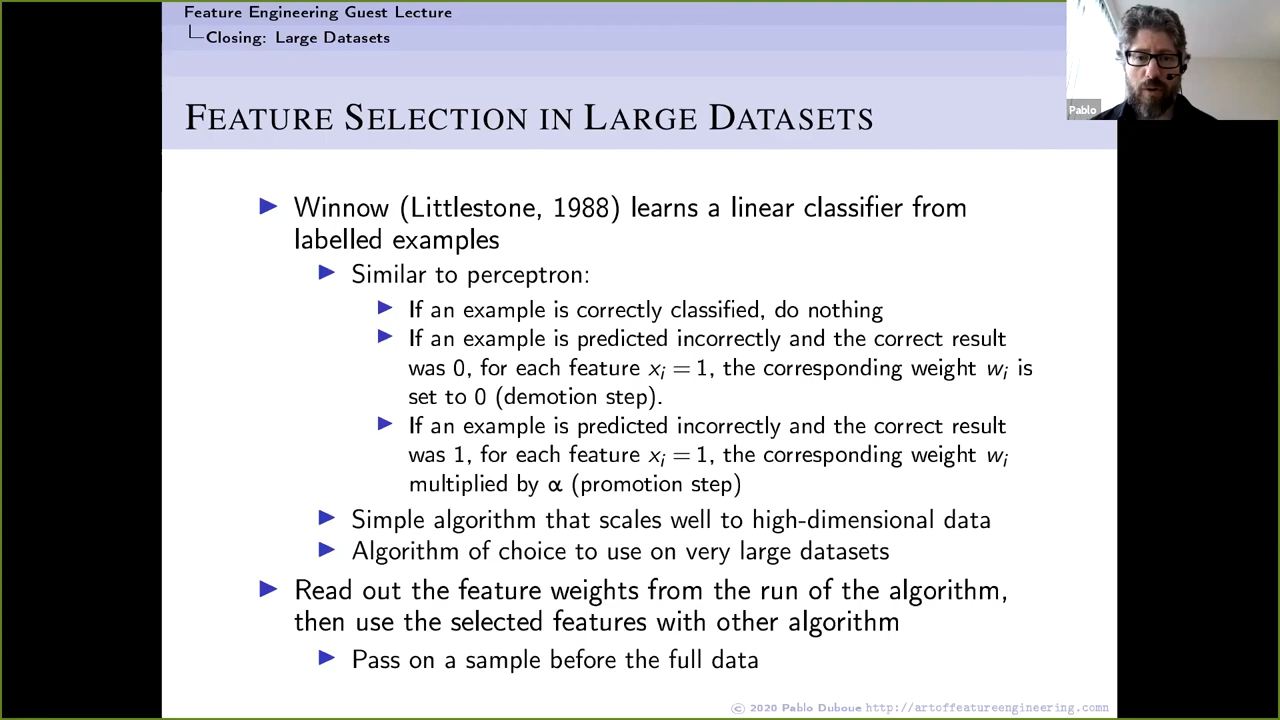 Feature Engineering Guest Lecture
Closing: Large Datasets
Pablo
FEATURE SELECTION IN LARGE DATASETS
Winnow (Littlestone, 1988) learns a linear classifier from
labelled examples
Similar to perceptron:
If an example is correctly classified, do nothing
If an example is predicted incorrectly and the correct result
was 0, for each feature xᵢ = 1, the corresponding weight wᵢ is
set to 0 (demotion step).
If an example is predicted incorrectly and the correct result
was 1, for each feature xᵢ = 1, the corresponding weight wᵢ
multiplied by α (promotion step)
Simple algorithm that scales well to high-dimensional data
Algorithm of choice to use on very large datasets
Read out the feature weights from the run of the algorithm,
then use the selected features with other algorithm
Pass on a sample before the full data
© 2020 Pablo Duboue http://artoffeatureengineering.comn